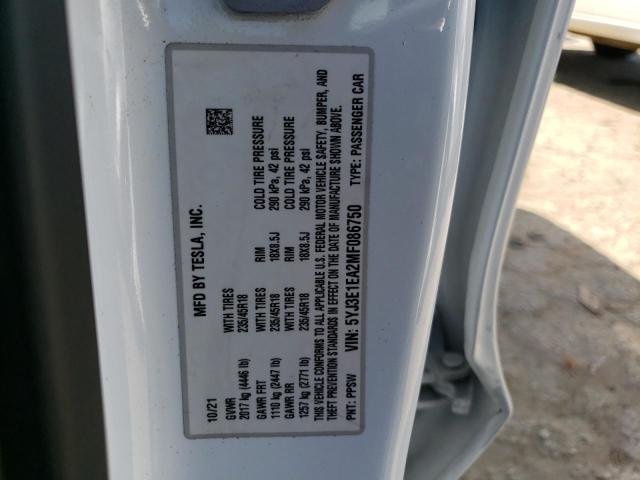 MFD BY TESLA, INC.
10/21
GVWR
2017 kg (4446 lb)
GAWR FRT WITH TIRES RIM COLD TIRE PRESSURE
1110 kg (2447 lb) 235/45R18 18X8.5J 290 kPa, 42 psi
GAWR RR WITH TIRES RIM COLD TIRE PRESSURE
1257 kg (2771 lb) 235/45R18 18X8.5J 290 kPa, 42 psi
THIS VEHICLE CONFORMS TO ALL APPLICABLE U.S. FEDERAL MOTOR VEHICLE SAFETY, BUMPER, AND
THEFT PREVENTION STANDARDS IN EFFECT ON THE DATE OF MANUFACTURE SHOWN ABOVE.
PNT: PPSW VIN: 5YJ3E1EA2MF086750 TYPE: PASSENGER CAR